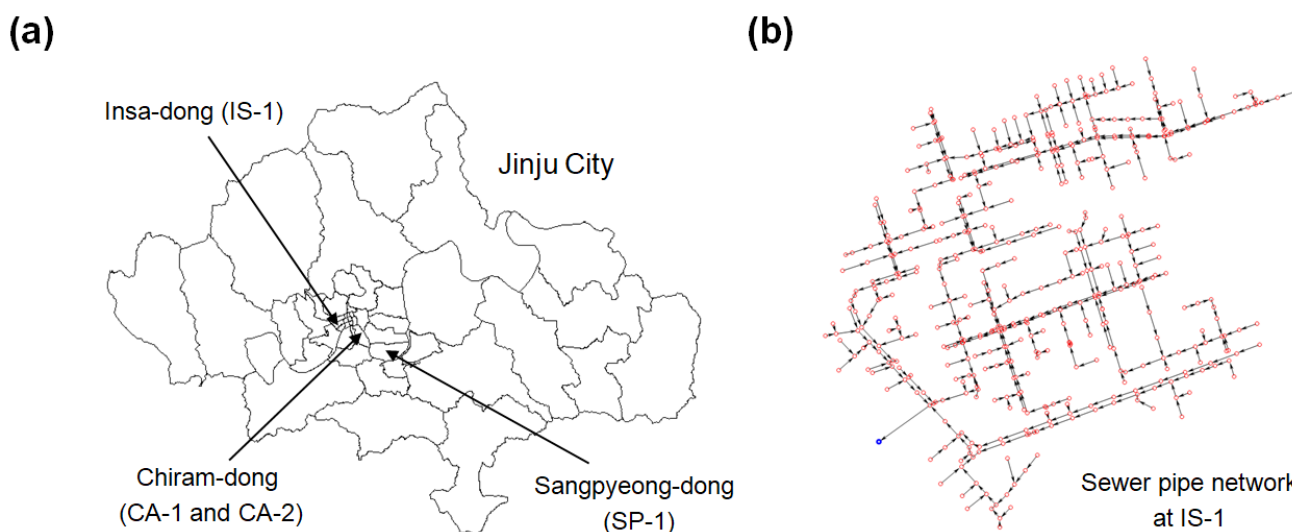 (a)
Insa-dong (IS-1)
Jinju City
Chiram-dong
(CA-1 and CA-2)
Sangpyeong-dong
(SP-1)
(b)
Sewer pipe network
at IS-1